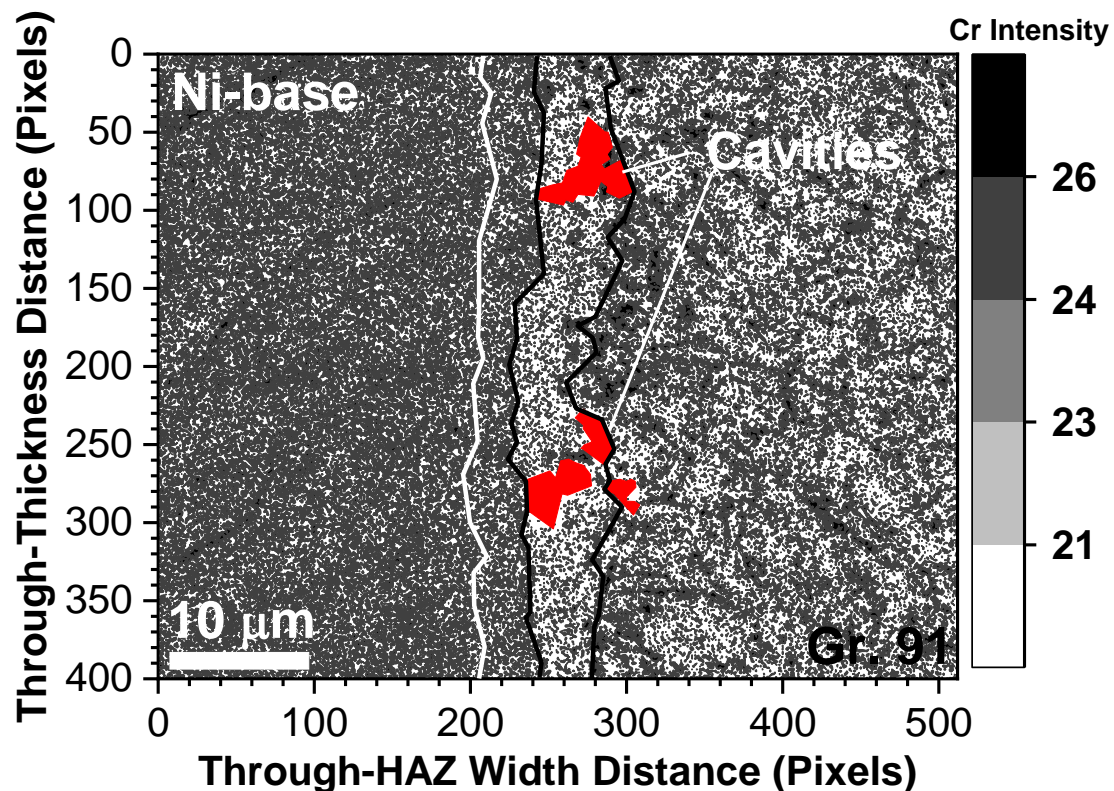 Cr Intensity
Through-Thickness Distance (Pixels)
0
50
100
150
200
250
300
350
400
Ni-base
Cavities
10 μm
Gr. 91
26
24
23
21
0
100
200
300
400
500
Through-HAZ Width Distance (Pixels)